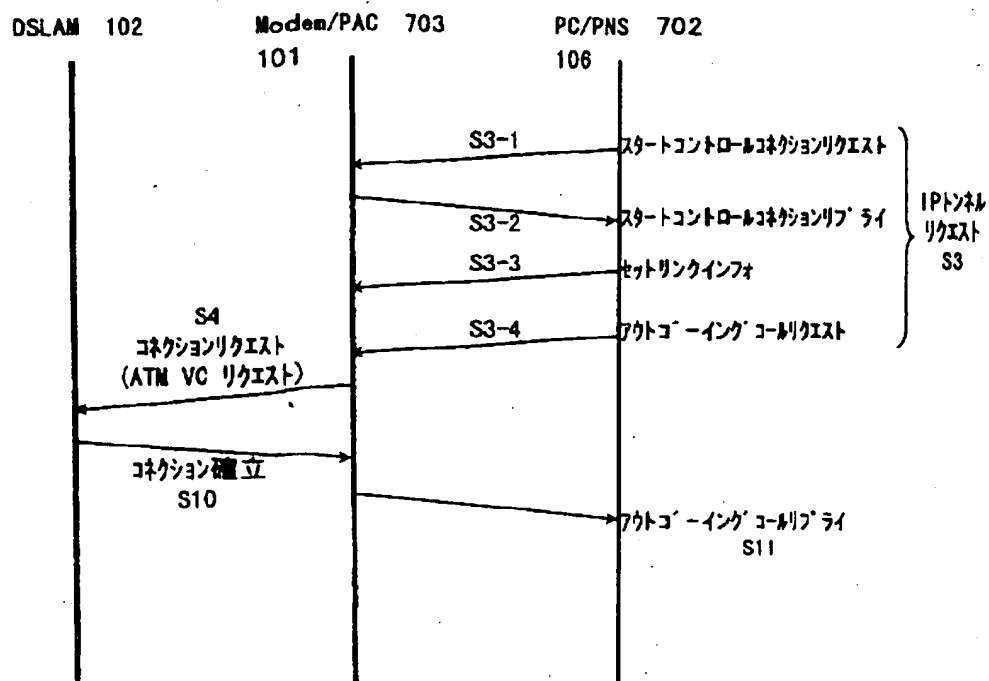 DSLAM 102
Modem/PAC 703
101
PC/PNS 702
106
S3-1
スタートコントロールコネクションリクエスト
S3-2
スタートコントロールコネクションリプライ
S3-3
セットリンクインフォ
S3-4
アウトゴーイングコールリクエスト
IPトンネル
リクエスト
S3
S4
コネクションリクエスト
(ATM VC リクエスト)
コネクション確立
S10
アウトゴーイングコールリプライ
S11